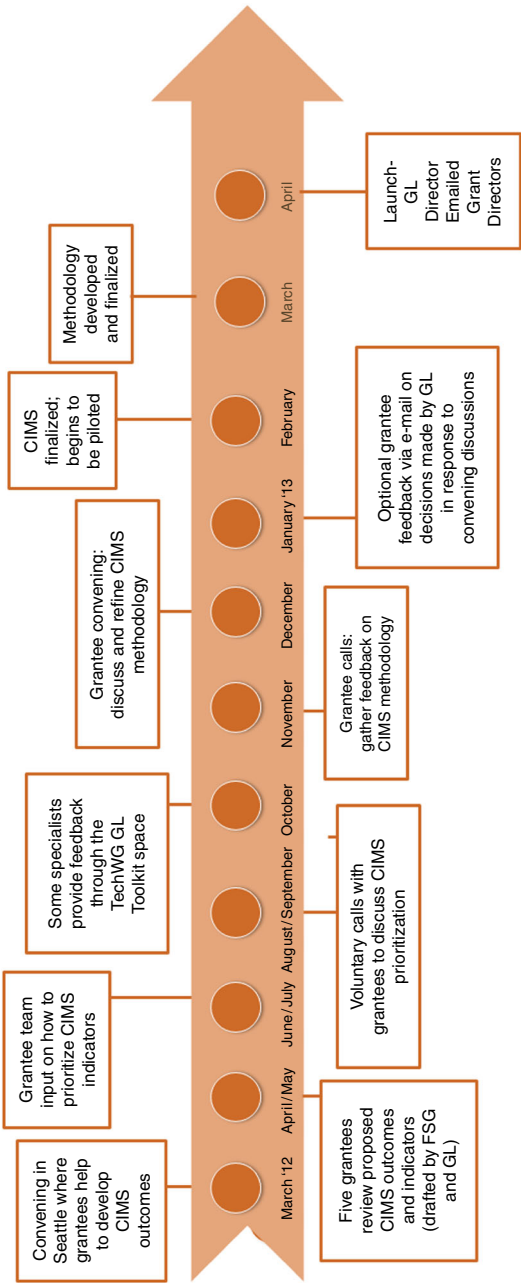 Convening in
Seattle where
grantees help
to develop
CIMS
outcomes
Grantee team
input on how to
prioritize CIMS
indicators
Some specialists
provide feedback
through the
TechWG GL
Toolkit space
Grantee convening:
discuss and refine CIMS
methodology
CIMS
finalized;
begins to
be piloted
Methodology
developed
and finalized
March '12
April/May
June/July
August/September
October
November
December
January '13
February
March
April
Five grantees
review proposed
CIMS outcomes
and indicators
(drafted by FSG
and GL)
Voluntary calls with
grantees to discuss CIMS
prioritization
Grantee calls:
gather feedback on
CIMS methodology
Optional grantee
feedback via e-mail on
decisions made by GL
in response to
convening discussions
Launch-
GL
Director
Emailed
Grant
Directors